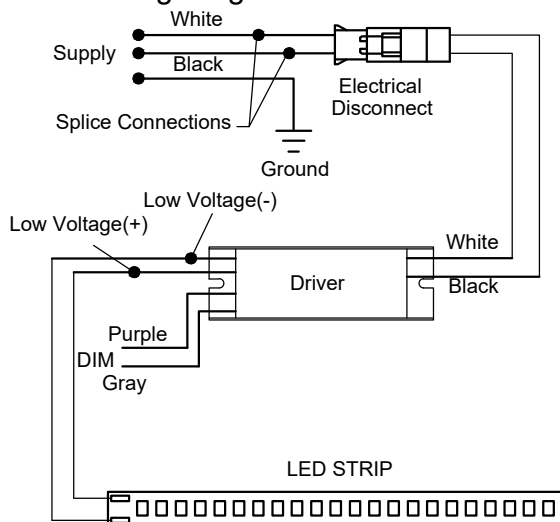 White
Supply
Black
Electrical
Disconnect
Splice Connections
Ground
Low Voltage(-)
Low Voltage(+)
White
Driver
Black
Purple
DIM
Gray
LED STRIP